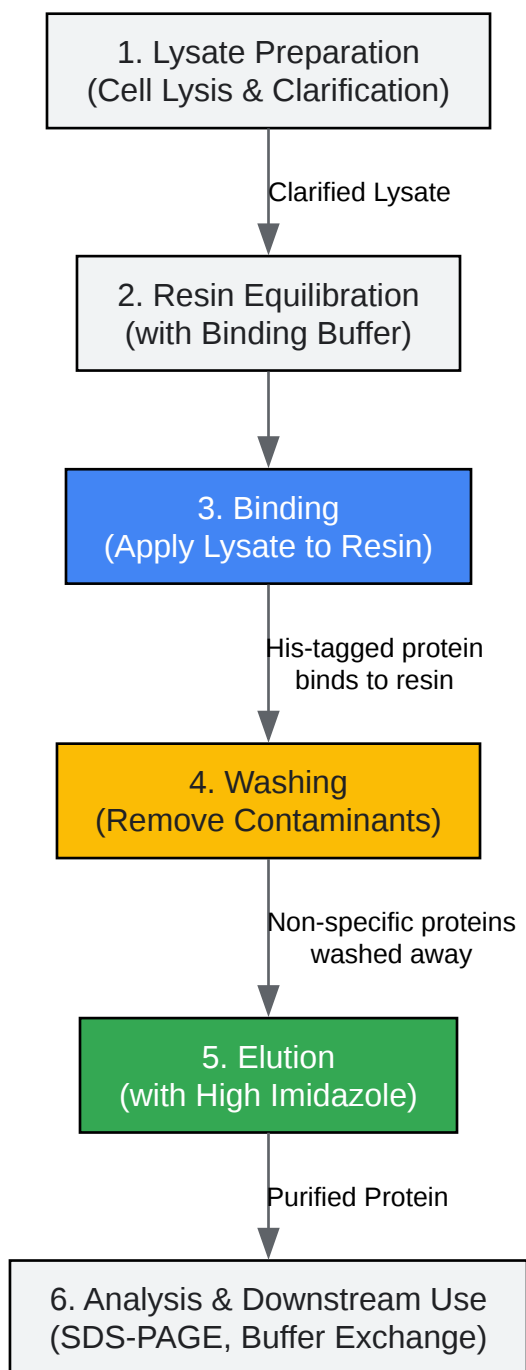 1. Lysate Preparation
(Cell Lysis & Clarification)
Clarified Lysate
2. Resin Equilibration
(with Binding Buffer)
3. Binding
(Apply Lysate to Resin)
His-tagged protein
binds to resin
4. Washing
(Remove Contaminants)
Non-specific proteins
washed away
5. Elution
(with High Imidazole)
Purified Protein
6. Analysis & Downstream Use
(SDS-PAGE, Buffer Exchange)